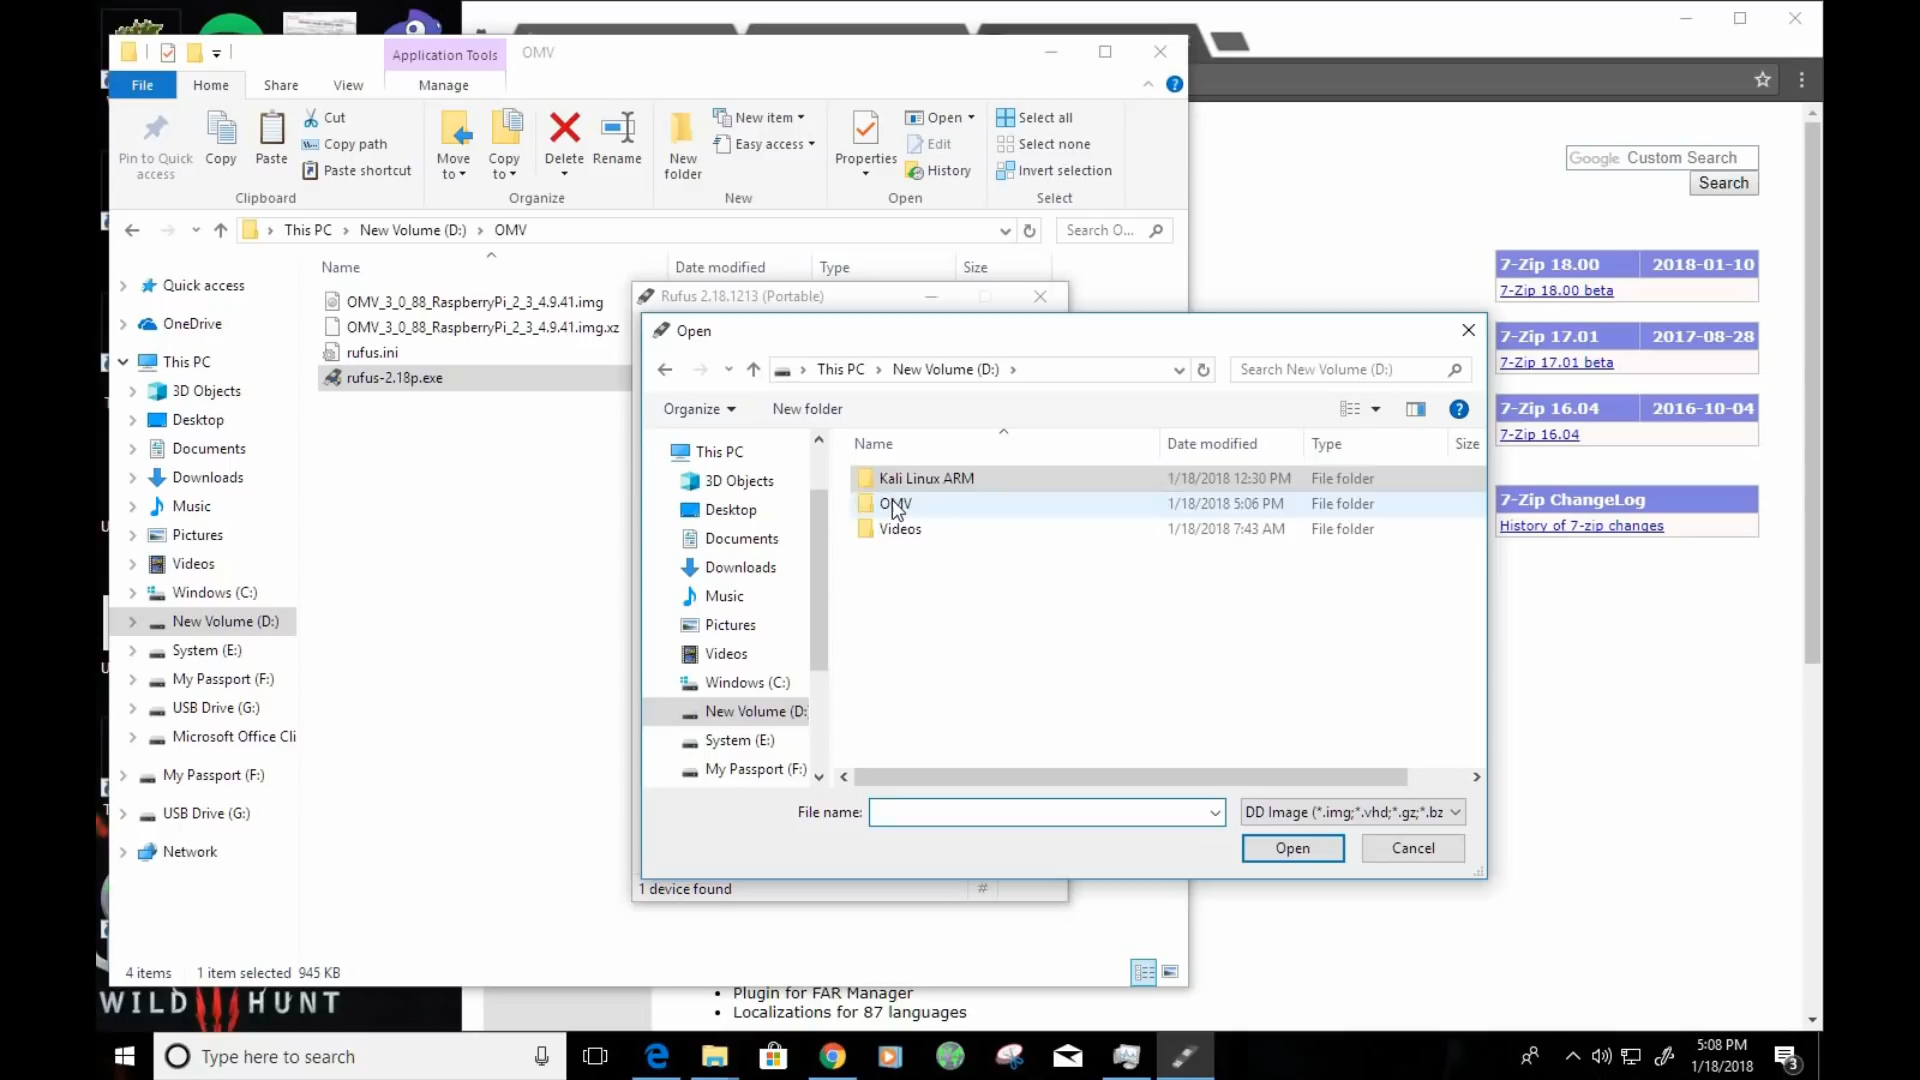 Application Tools
OMV
File
Home
Share
View
Manage
Pin to Quick access
Copy
Paste
Cut
Copy path
Paste shortcut
Clipboard
Move to
Copy to
Delete
Rename
Organize
New folder
New item
Easy access
New
Properties
Open
Edit
History
Open
Select all
Select none
Invert selection
Select
This PC > New Volume (D:) > OMV
Search O...
Name
Date modified
Type
Size
Quick access
OneDrive
This PC
3D Objects
Desktop
Documents
Downloads
Music
Pictures
Videos
Windows (C:)
New Volume (D:)
System (E:)
My Passport (F:)
USB Drive (G:)
Microsoft Office Cli
My Passport (F:)
USB Drive (G:)
Network
OMV_3_0_88_RaspberryPi_2_3_4.9.41.img
OMV_3_0_88_RaspberryPi_2_3_4.9.41.img.xz
rufus.ini
rufus-2.18p.exe
4 items
1 item selected 945 KB
Rufus 2.18.1213 (Portable)
1 device found
#
Open
This PC > New Volume (D:) >
Search New Volume (D:)
Organize
New folder
This PC
3D Objects
Desktop
Documents
Downloads
Music
Pictures
Videos
Windows (C:)
New Volume (D:
System (E:)
My Passport (F:)
Name
Date modified
Type
Size
Kali Linux ARM 1/18/2018 12:30 PM File folder
OMV 1/18/2018 5:06 PM File folder
Videos 1/18/2018 7:43 AM File folder
File name:
DD Image (*.img;*.vhd;*.gz;*.bz
Open
Cancel
Google Custom Search
Search
7-Zip 18.00 2018-01-10
7-Zip 18.00 beta
7-Zip 17.01 2017-08-28
7-Zip 17.01 beta
7-Zip 16.04 2016-10-04
7-Zip 16.04
7-Zip ChangeLog
History of 7-zip changes
Plugin for FAR Manager
Localizations for 87 languages
WILD HUNT
Type here to search
5:08 PM
1/18/2018
3